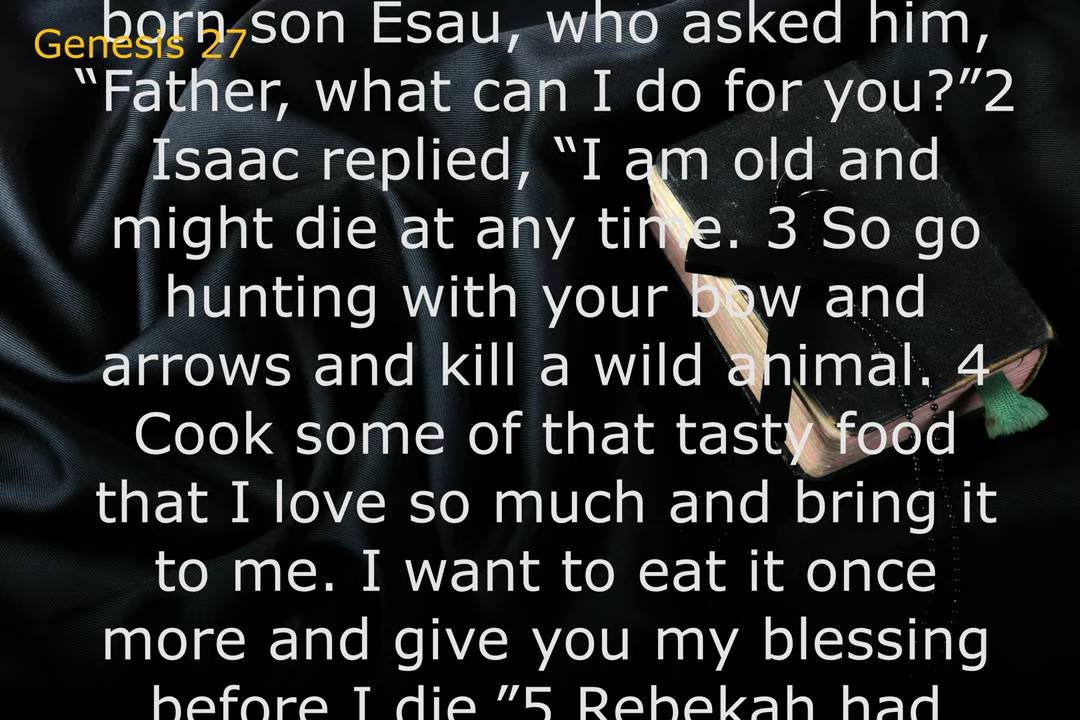 born son Esau, who asked him,
Genesis 27
“Father, what can I do for you?”2
Isaac replied, “I am old and
might die at any time. 3 So go
hunting with your bow and
arrows and kill a wild animal. 4
Cook some of that tasty food
that I love so much and bring it
to me. I want to eat it once
more and give you my blessing
before I die.”5 Rebekah had